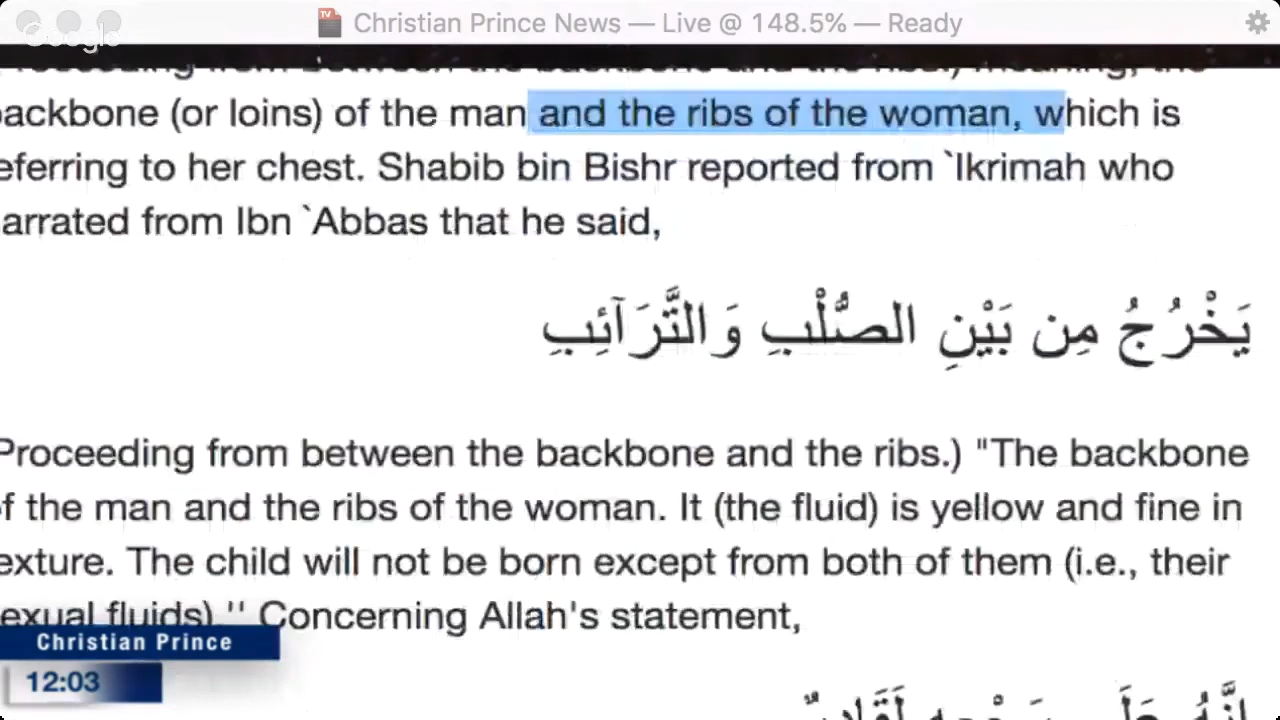 Christian Prince News — Live @ 148.5% — Ready
Google
backbone (or loins) of the man and the ribs of the woman, which is
eferring to her chest. Shabib bin Bishr reported from `Ikrimah who
arrated from Ibn `Abbas that he said,
يَخْرُجُ مِن بَيْنِ الصُّلْبِ وَالتَّرَآئِبِ
Proceeding from between the backbone and the ribs.) "The backbone
f the man and the ribs of the woman. It (the fluid) is yellow and fine in
exture. The child will not be born except from both of them (i.e., their
exual fluids).'' Concerning Allah's statement,
Christian Prince
12:03